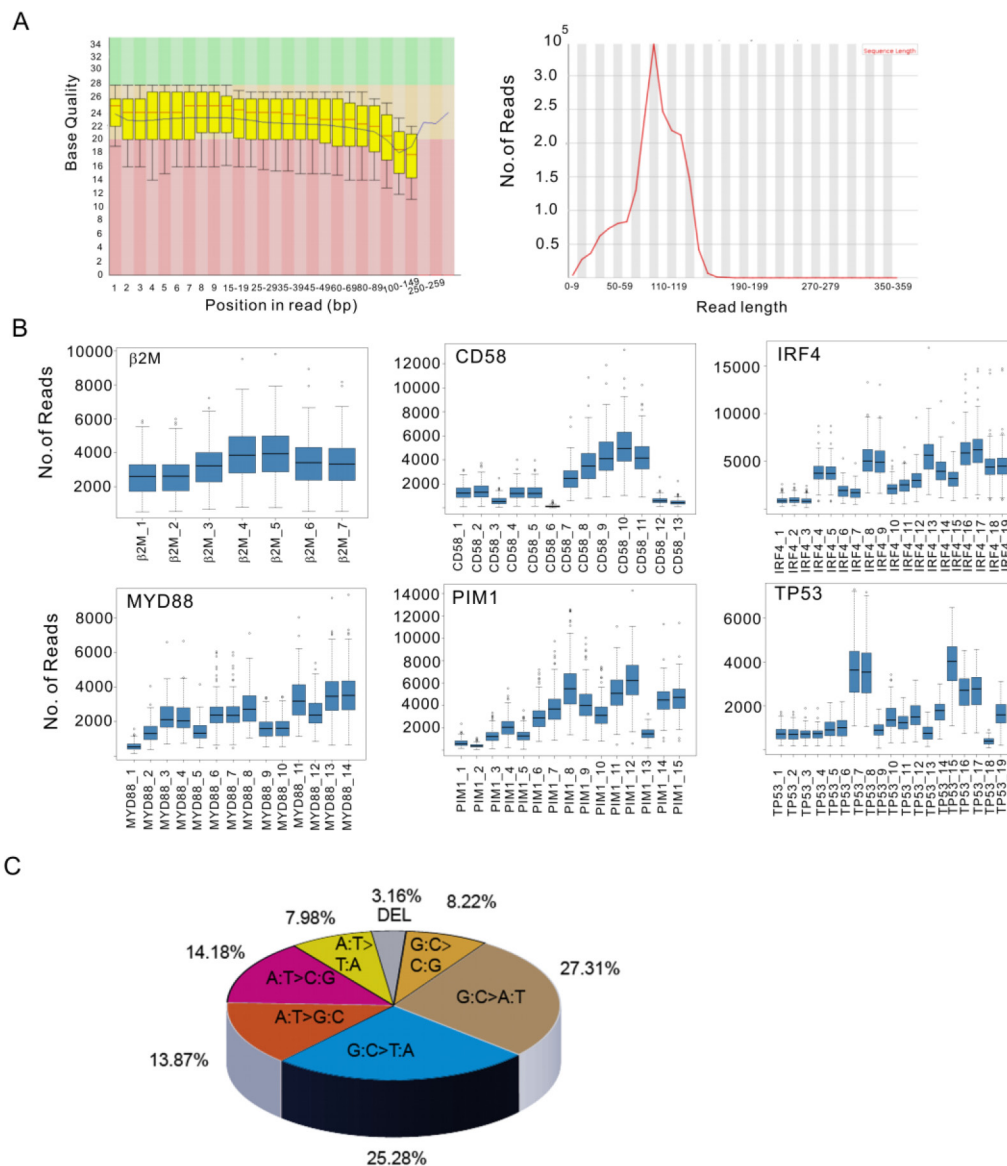 A
34
32
30
28
26
24
22
20
18
16
14
12
10
8
6
4
2
0
Base Quality
1 2 3 4 5 6 7 8 9 15-19 25-29 35-39 45-49 60-69 80-89 100-149 250-259
Position in read (bp)
10^5
Sequence Length
3.0
2.5
2.0
1.5
1.0
0.5
No. of Reads
0-9 50-59 110-119 190-199 270-279 350-359
Read length
B
β2M
10000
8000
6000
4000
2000
No.of Reads
β2M_1 β2M_2 β2M_3 β2M_4 β2M_5 β2M_6 β2M_7
CD58
12000
10000
8000
6000
4000
2000
0
CD58_1 CD58_2 CD58_3 CD58_4 CD58_5 CD58_6 CD58_7 CD58_8 CD58_9 CD58_10 CD58_11 CD58_12 CD58_13
IRF4
15000
10000
5000
0
IRF4_1 IRF4_2 IRF4_3 IRF4_4 IRF4_5 IRF4_6 IRF4_7 IRF4_8 IRF4_9 IRF4_10 IRF4_11 IRF4_12 IRF4_13 IRF4_14 IRF4_15 IRF4_16 IRF4_17 IRF4_18 IRF4_19
MYD88
8000
6000
4000
2000
0
No. of Reads
MYD88_1 MYD88_2 MYD88_3 MYD88_4 MYD88_5 MYD88_6 MYD88_7 MYD88_8 MYD88_9 MYD88_10 MYD88_11 MYD88_12 MYD88_13 MYD88_14
PIM1
14000
12000
10000
8000
6000
4000
2000
0
PIM1_1 PIM1_2 PIM1_3 PIM1_4 PIM1_5 PIM1_6 PIM1_7 PIM1_8 PIM1_9 PIM1_10 PIM1_11 PIM1_12 PIM1_13 PIM1_14 PIM1_15
TP53
6000
4000
2000
0
TP53_1 TP53_2 TP53_3 TP53_4 TP53_5 TP53_6 TP53_7 TP53_8 TP53_9 TP53_10 TP53_11 TP53_12 TP53_13 TP53_14 TP53_15 TP53_16 TP53_17 TP53_18 TP53_19
C
3.16%
DEL
8.22%
G:C>
C:G
27.31%
G:C>A:T
25.28%
G:C>T:A
13.87%
A:T>G:C
14.18%
A:T>C:G
7.98%
A:T>
T:A